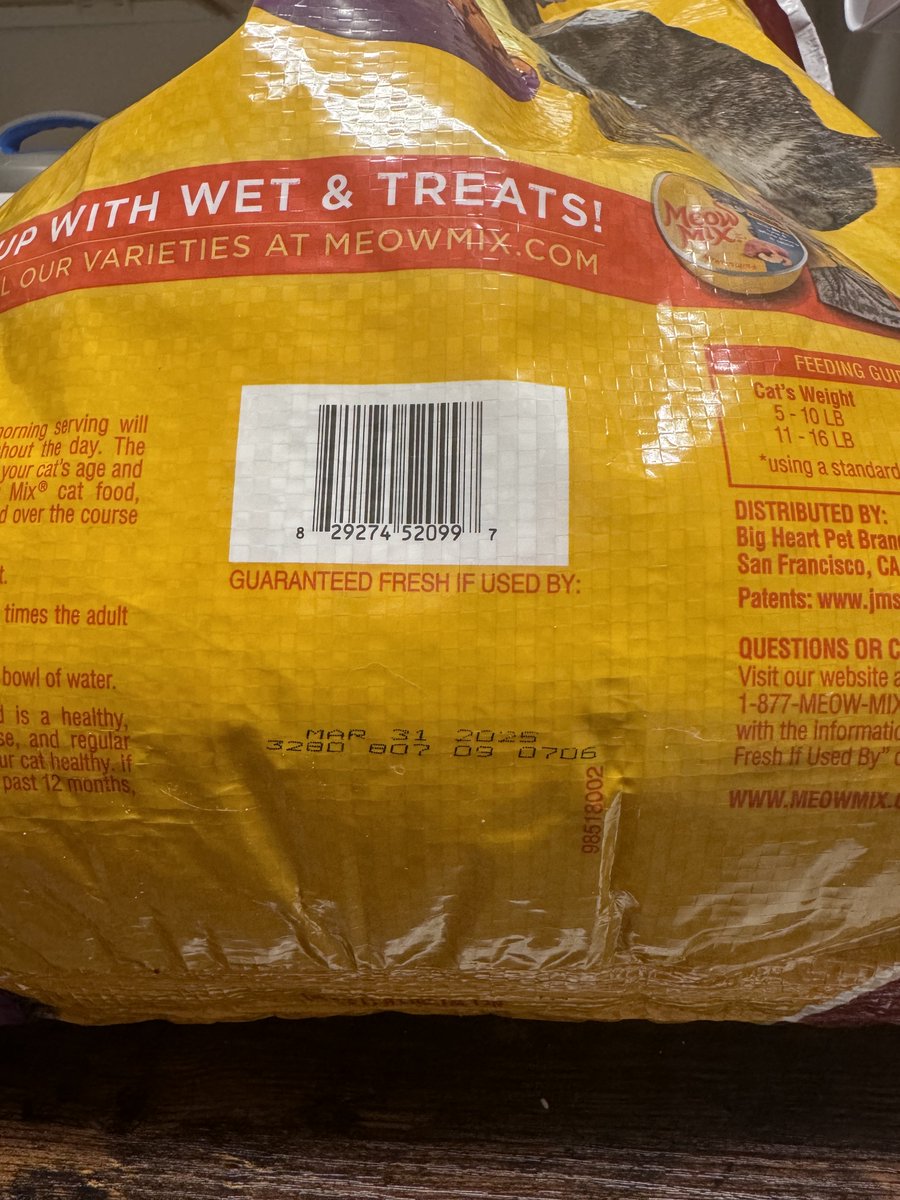 UP WITH WET & TREATS!
L OUR VARIETIES AT MEOWMIX.COM
Meow
Mix
morning serving will
hout the day. The
your cat's age and
Mix® cat food,
d over the course
t.
times the adult
bowl of water.
d is a healthy,
se, and regular
ur cat healthy. If
past 12 months,
8 29274 52099 7
GUARANTEED FRESH IF USED BY:
MAR 31 2025
3280 807 09 0706
98518002
FEEDING GUI
Cat's Weight
5 - 10 LB
11 - 16 LB
*using a standard
DISTRIBUTED BY:
Big Heart Pet Bran
San Francisco, CA
Patents: www.jms
QUESTIONS OR C
Visit our website a
1-877-MEOW-MIX
with the Informatio
Fresh If Used By"
WWW.MEOWMIX.